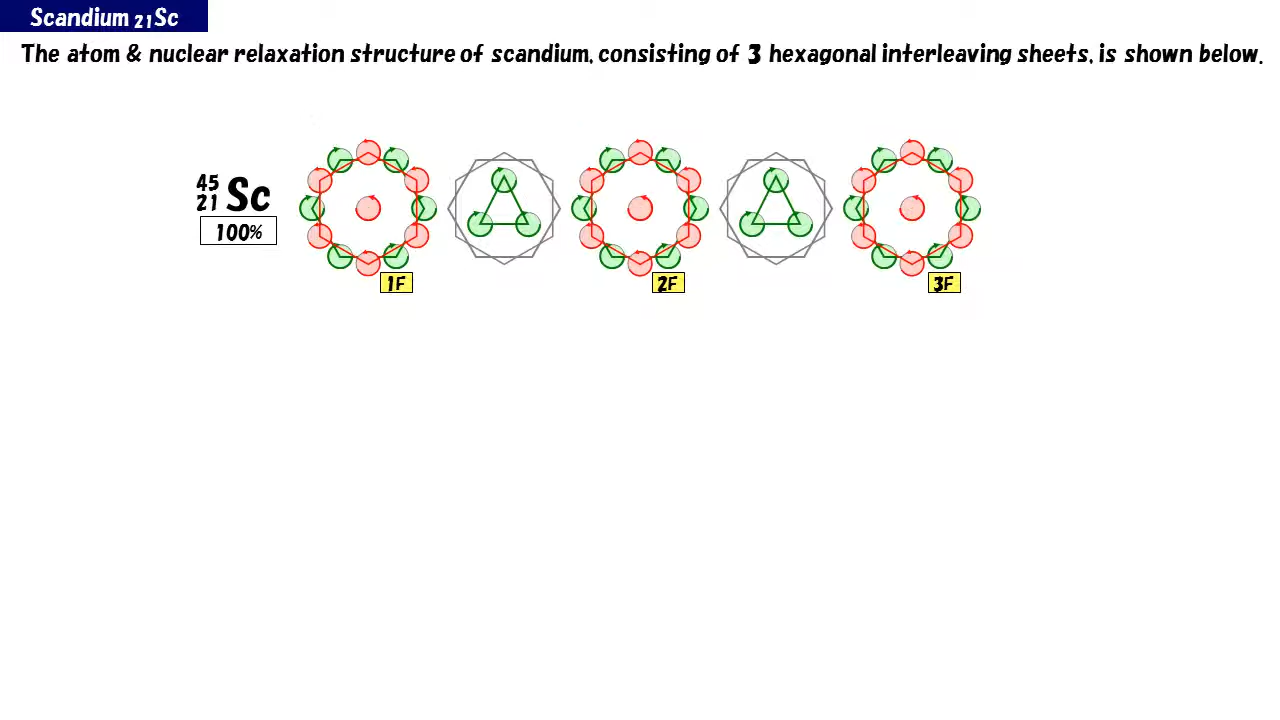 Scandium 21Sc
The atom & nuclear relaxation structure of scandium, consisting of 3 hexagonal interleaving sheets, is shown below.
45
21 Sc
100%
1F
2F
3F